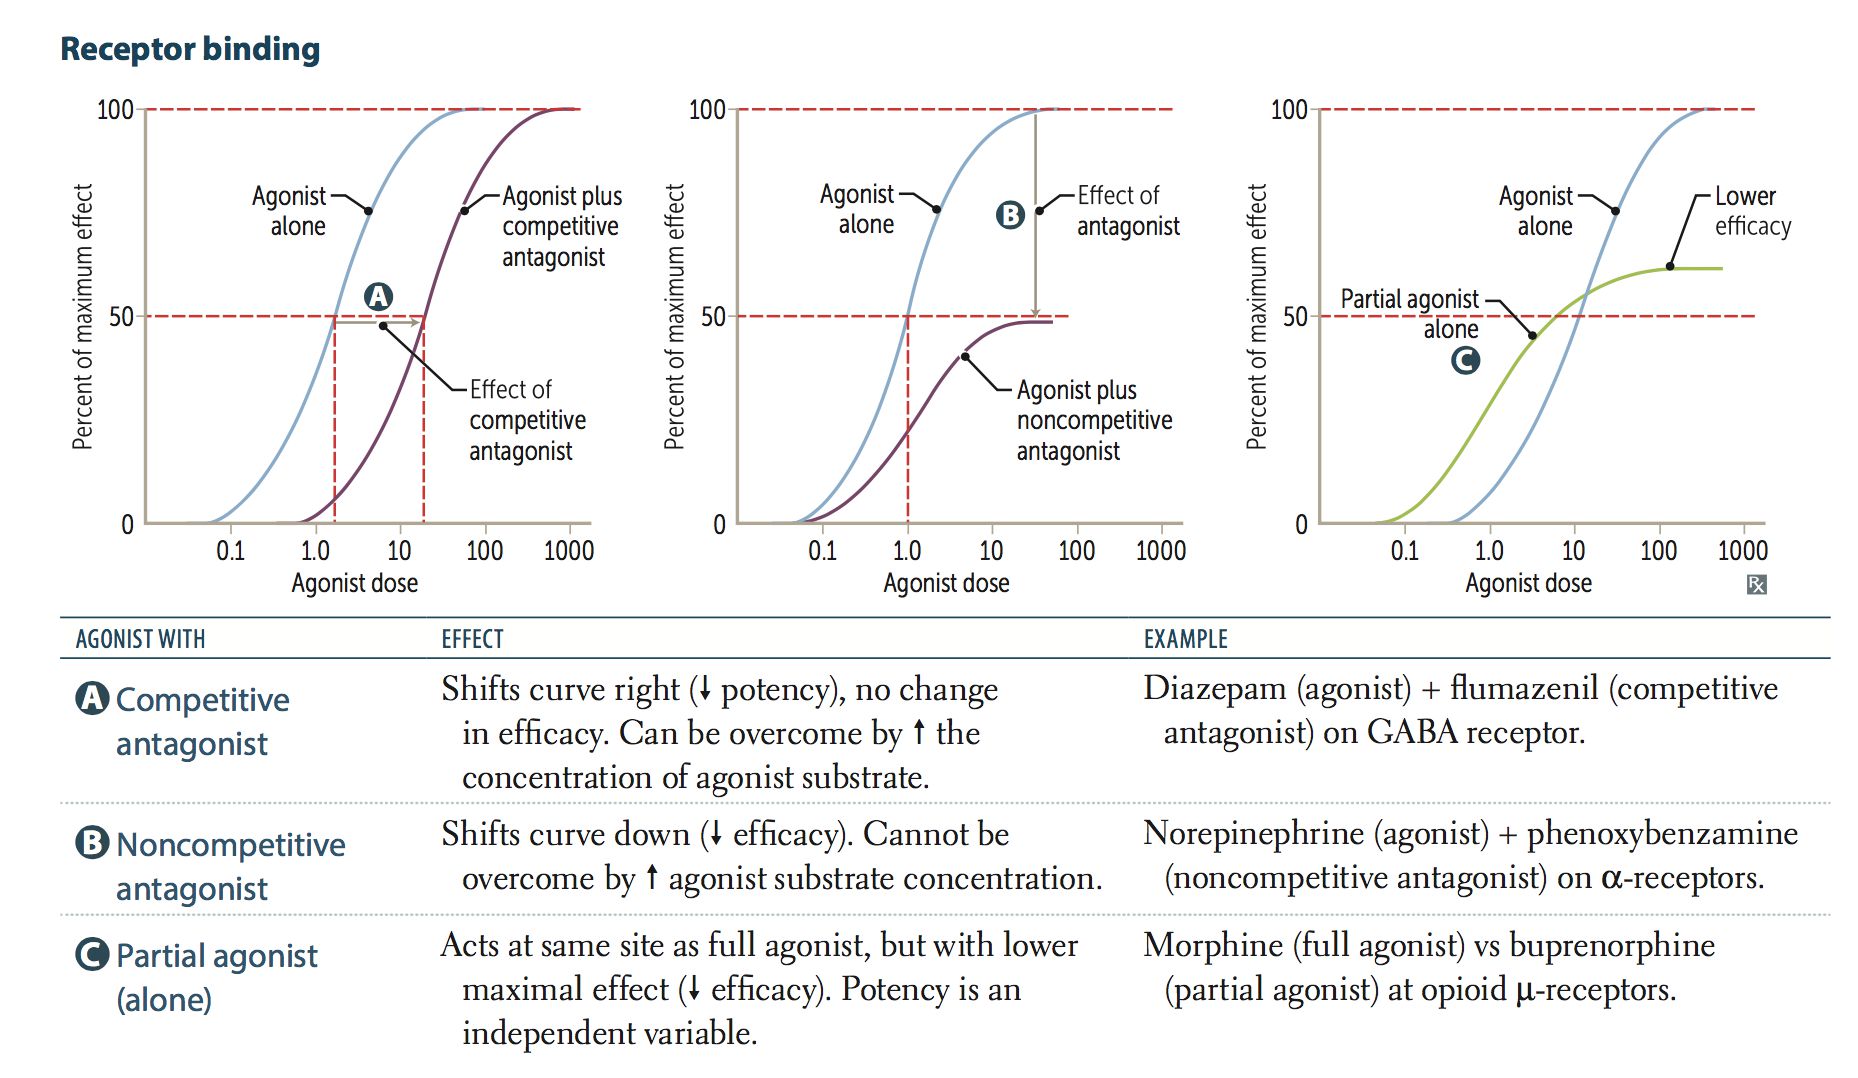 Receptor binding
100
50
0
Percent of maximum effect
Agonist
alone
Agonist plus
competitive
antagonist
A
Effect of
competitive
antagonist
0.1 1.0 10 100 1000
Agonist dose
100
50
0
Percent of maximum effect
Agonist
alone
B
Effect of
antagonist
Agonist plus
noncompetitive
antagonist
0.1 1.0 10 100 1000
Agonist dose
100
50
0
Percent of maximum effect
Agonist
alone
Lower
efficacy
Partial agonist
alone
C
0.1 1.0 10 100 1000
Agonist dose
Rx
AGONIST WITH EFFECT EXAMPLE
A Competitive
antagonist
Shifts curve right (↓ potency), no change
in efficacy. Can be overcome by ↑ the
concentration of agonist substrate.
Diazepam (agonist) + flumazenil (competitive
antagonist) on GABA receptor.
B Noncompetitive
antagonist
Shifts curve down (↓ efficacy). Cannot be
overcome by ↑ agonist substrate concentration.
Norepinephrine (agonist) + phenoxybenzamine
(noncompetitive antagonist) on α-receptors.
C Partial agonist
(alone)
Acts at same site as full agonist, but with lower
maximal effect (↓ efficacy). Potency is an
independent variable.
Morphine (full agonist) vs buprenorphine
(partial agonist) at opioid μ-receptors.